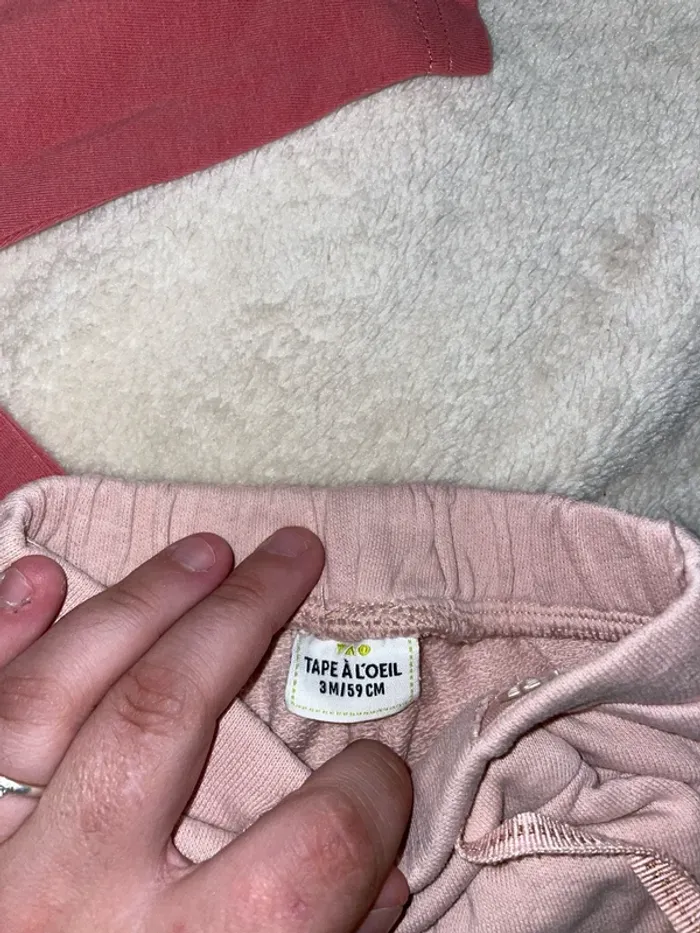 TAO
TAPE À L'OEIL
3M/59CM